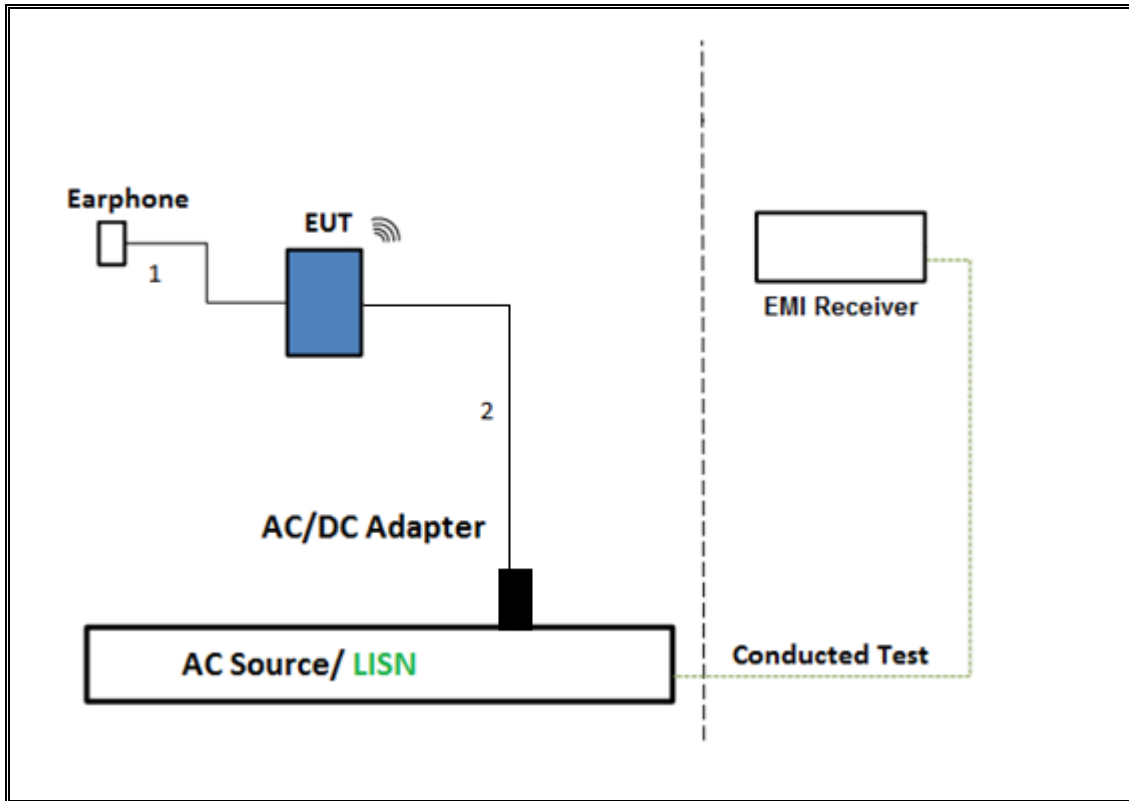 Earphone
EUT
1
EMI Receiver
2
AC/DC Adapter
AC Source/ LISN
Conducted Test